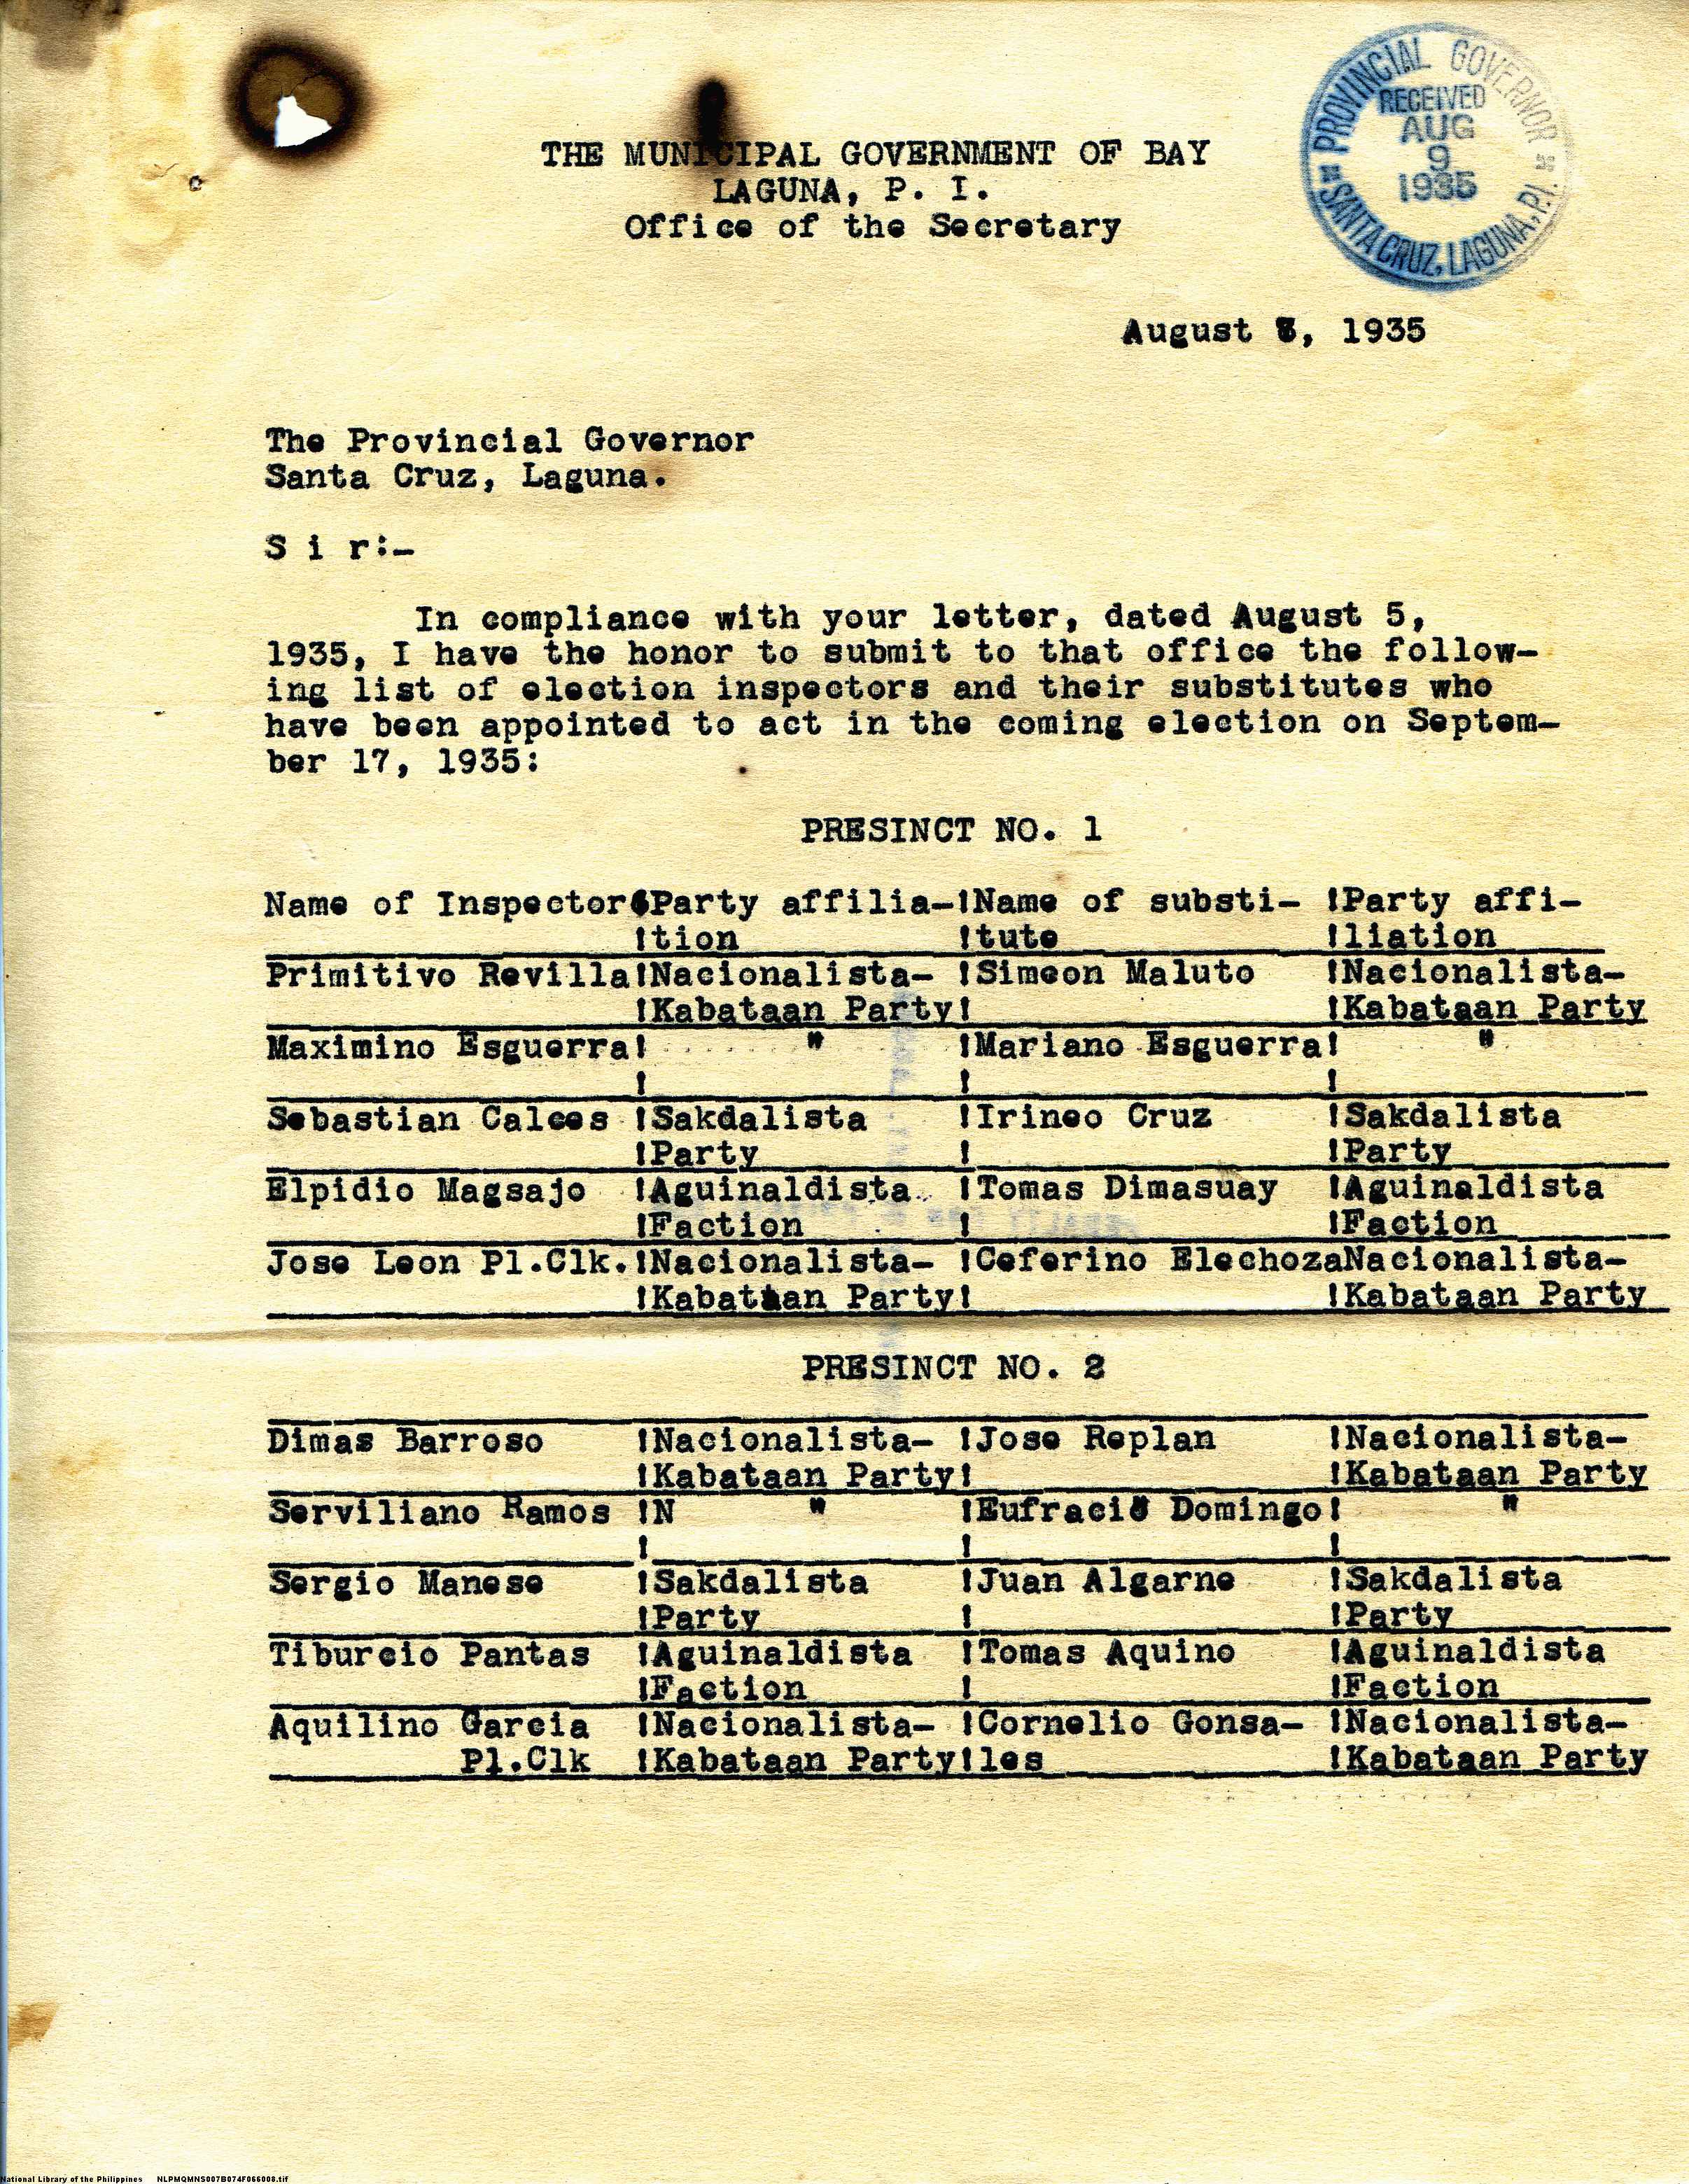 PROVINCIAL GOVERNOR
RECEIVED
AUG
9
1935
SANTA CRUZ, LAGUNA, P.I.
THE MUNICIPAL GOVERNMENT OF BAY
LAGUNA, P. I.
Office of the Secretary
August 8, 1935
The Provincial Governor
Santa Cruz, Laguna.
S i r:-
In compliance with your letter, dated August 5,
1935, I have the honor to submit to that office the follow-
ing list of election inspectors and their substitutes who
have been appointed to act in the coming election on Septem-
ber 17, 1935:
PRESINCT NO. 1
Name of Inspectors!Party affilia-!Name of substi- !Party affi-
!tion !tute !liation
Primitivo Revilla!Nacionalista- !Simeon Maluto !Nacionalista-
!Kabataan Party! !Kabataan Party
Maximino Esguerra! " !Mariano Esguerra! "
! ! !
Sebastian Calces !Sakdalista !Irineo Cruz !Sakdalista
!Party ! !Party
Elpidio Magsajo !Aguinaldista !Tomas Dimasuay !Aguinaldista
!Faction ! !Faction
Jose Leon Pl.Clk.!Nacionalista- !Ceferino ElechozaNacionalista-
!Kabataan Party! !Kabataan Party
PRESINCT NO. 2
Dimas Barroso !Nacionalista- !Jose Replan !Nacionalista-
!Kabataan Party! !Kabataan Party
Serviliano Ramos !N " !Eufracio Domingo! "
! ! !
Sergio Manese !Sakdalista !Juan Algarne !Sakdalista
!Party ! !Party
Tiburcio Pantas !Aguinaldista !Tomas Aquino !Aguinaldista
!Faction ! !Faction
Aquilino Garcia !Nacionalista- !Cornelio Gonsa- !Nacionalista-
Pl.Clk !Kabataan Party!les !Kabataan Party
National Library of the Philippines NLPMQMNS007B074F066008.tif